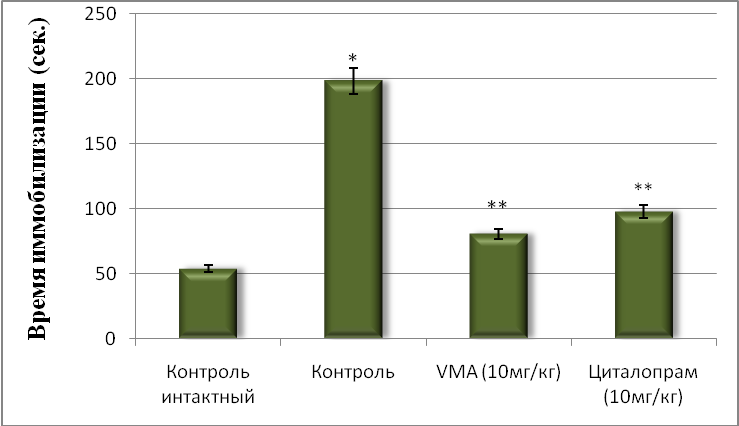 Время иммобилизации (сек.)
250
200
150
100
50
0
*
**
**
Контроль
интактный
Контроль
VMA (10мг/кг)
Циталопрам
(10мг/кг)